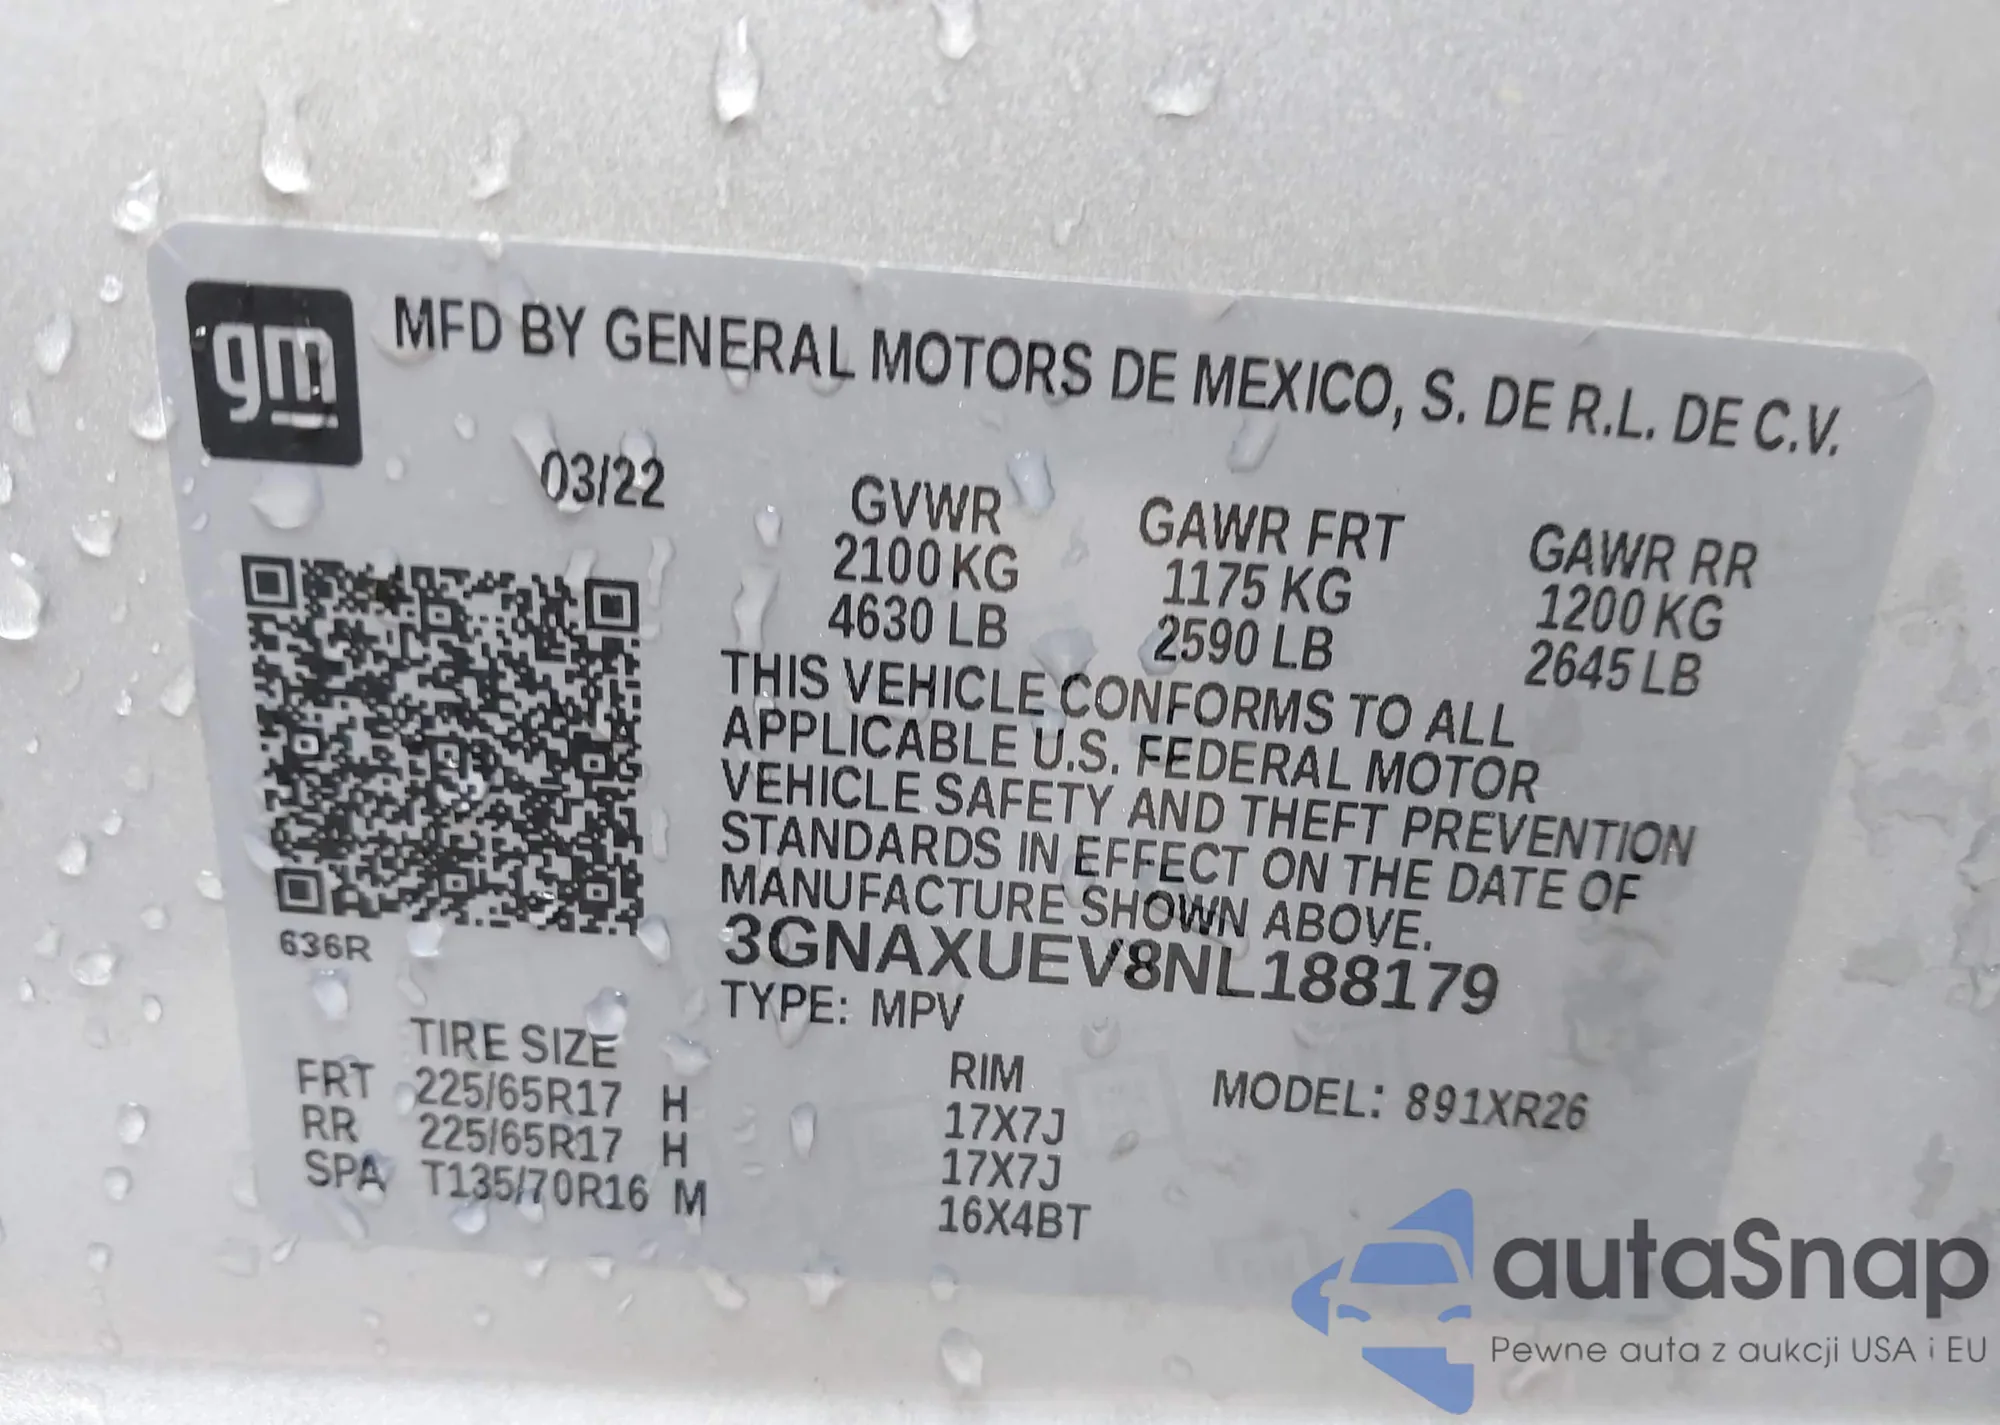 gm
MFD BY GENERAL MOTORS DE MEXICO, S. DE R.L. DE C.V.
03/22
GVWR GAWR FRT GAWR RR
2100 KG 1175 KG 1200 KG
4630 LB 2590 LB 2645 LB
THIS VEHICLE CONFORMS TO ALL
APPLICABLE U.S. FEDERAL MOTOR
VEHICLE SAFETY AND THEFT PREVENTION
STANDARDS IN EFFECT ON THE DATE OF
MANUFACTURE SHOWN ABOVE.
3GNAXUEV8NL188179
636R
TYPE: MPV
TIRE SIZE RIM MODEL: 891XR26
FRT 225/65R17 H 17X7J
RR 225/65R17 H 17X7J
SPA T135/70R16 M 16X4BT
autaSnap
Pewne auta z aukcji USA i EU